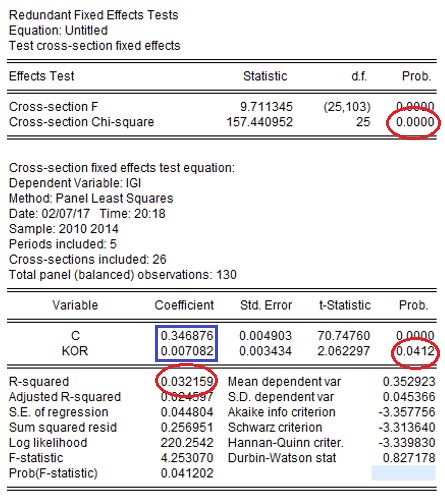 Redundant Fixed Effects Tests
Equation: Untitled
Test cross-section fixed effects
Effects Test Statistic d.f. Prob.
Cross-section F 9.711345 (25,103) 0.0000
Cross-section Chi-square 157.440952 25 0.0000
Cross-section fixed effects test equation:
Dependent Variable: IGI
Method: Panel Least Squares
Date: 02/07/17 Time: 20:18
Sample: 2010 2014
Periods included: 5
Cross-sections included: 26
Total panel (balanced) observations: 130
Variable Coefficient Std. Error t-Statistic Prob.
C 0.346876 0.004903 70.74760 0.0000
KOR 0.007082 0.003434 2.062297 0.0412
R-squared 0.032159 Mean dependent var 0.352923
Adjusted R-squared 0.024597 S.D. dependent var 0.045366
S.E. of regression 0.044804 Akaike info criterion -3.357756
Sum squared resid 0.256951 Schwarz criterion -3.313640
Log likelihood 220.2542 Hannan-Quinn criter. -3.339830
F-statistic 4.253070 Durbin-Watson stat 0.827178
Prob(F-statistic) 0.041202